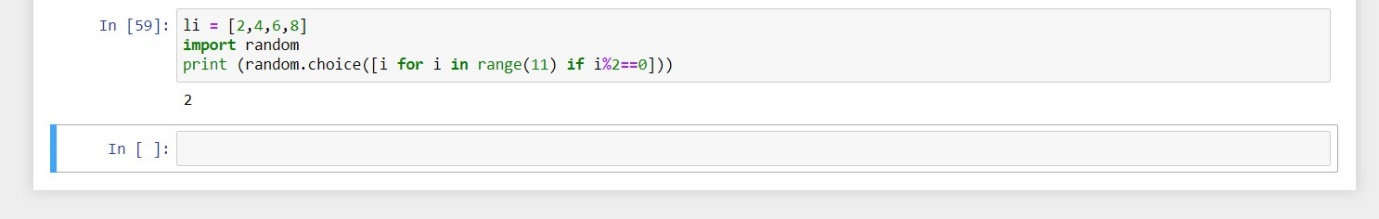 In [59]: li = [2,4,6,8]
import random
print (random.choice([i for i in range(11) if i%2==0]))
2
In [ ]: